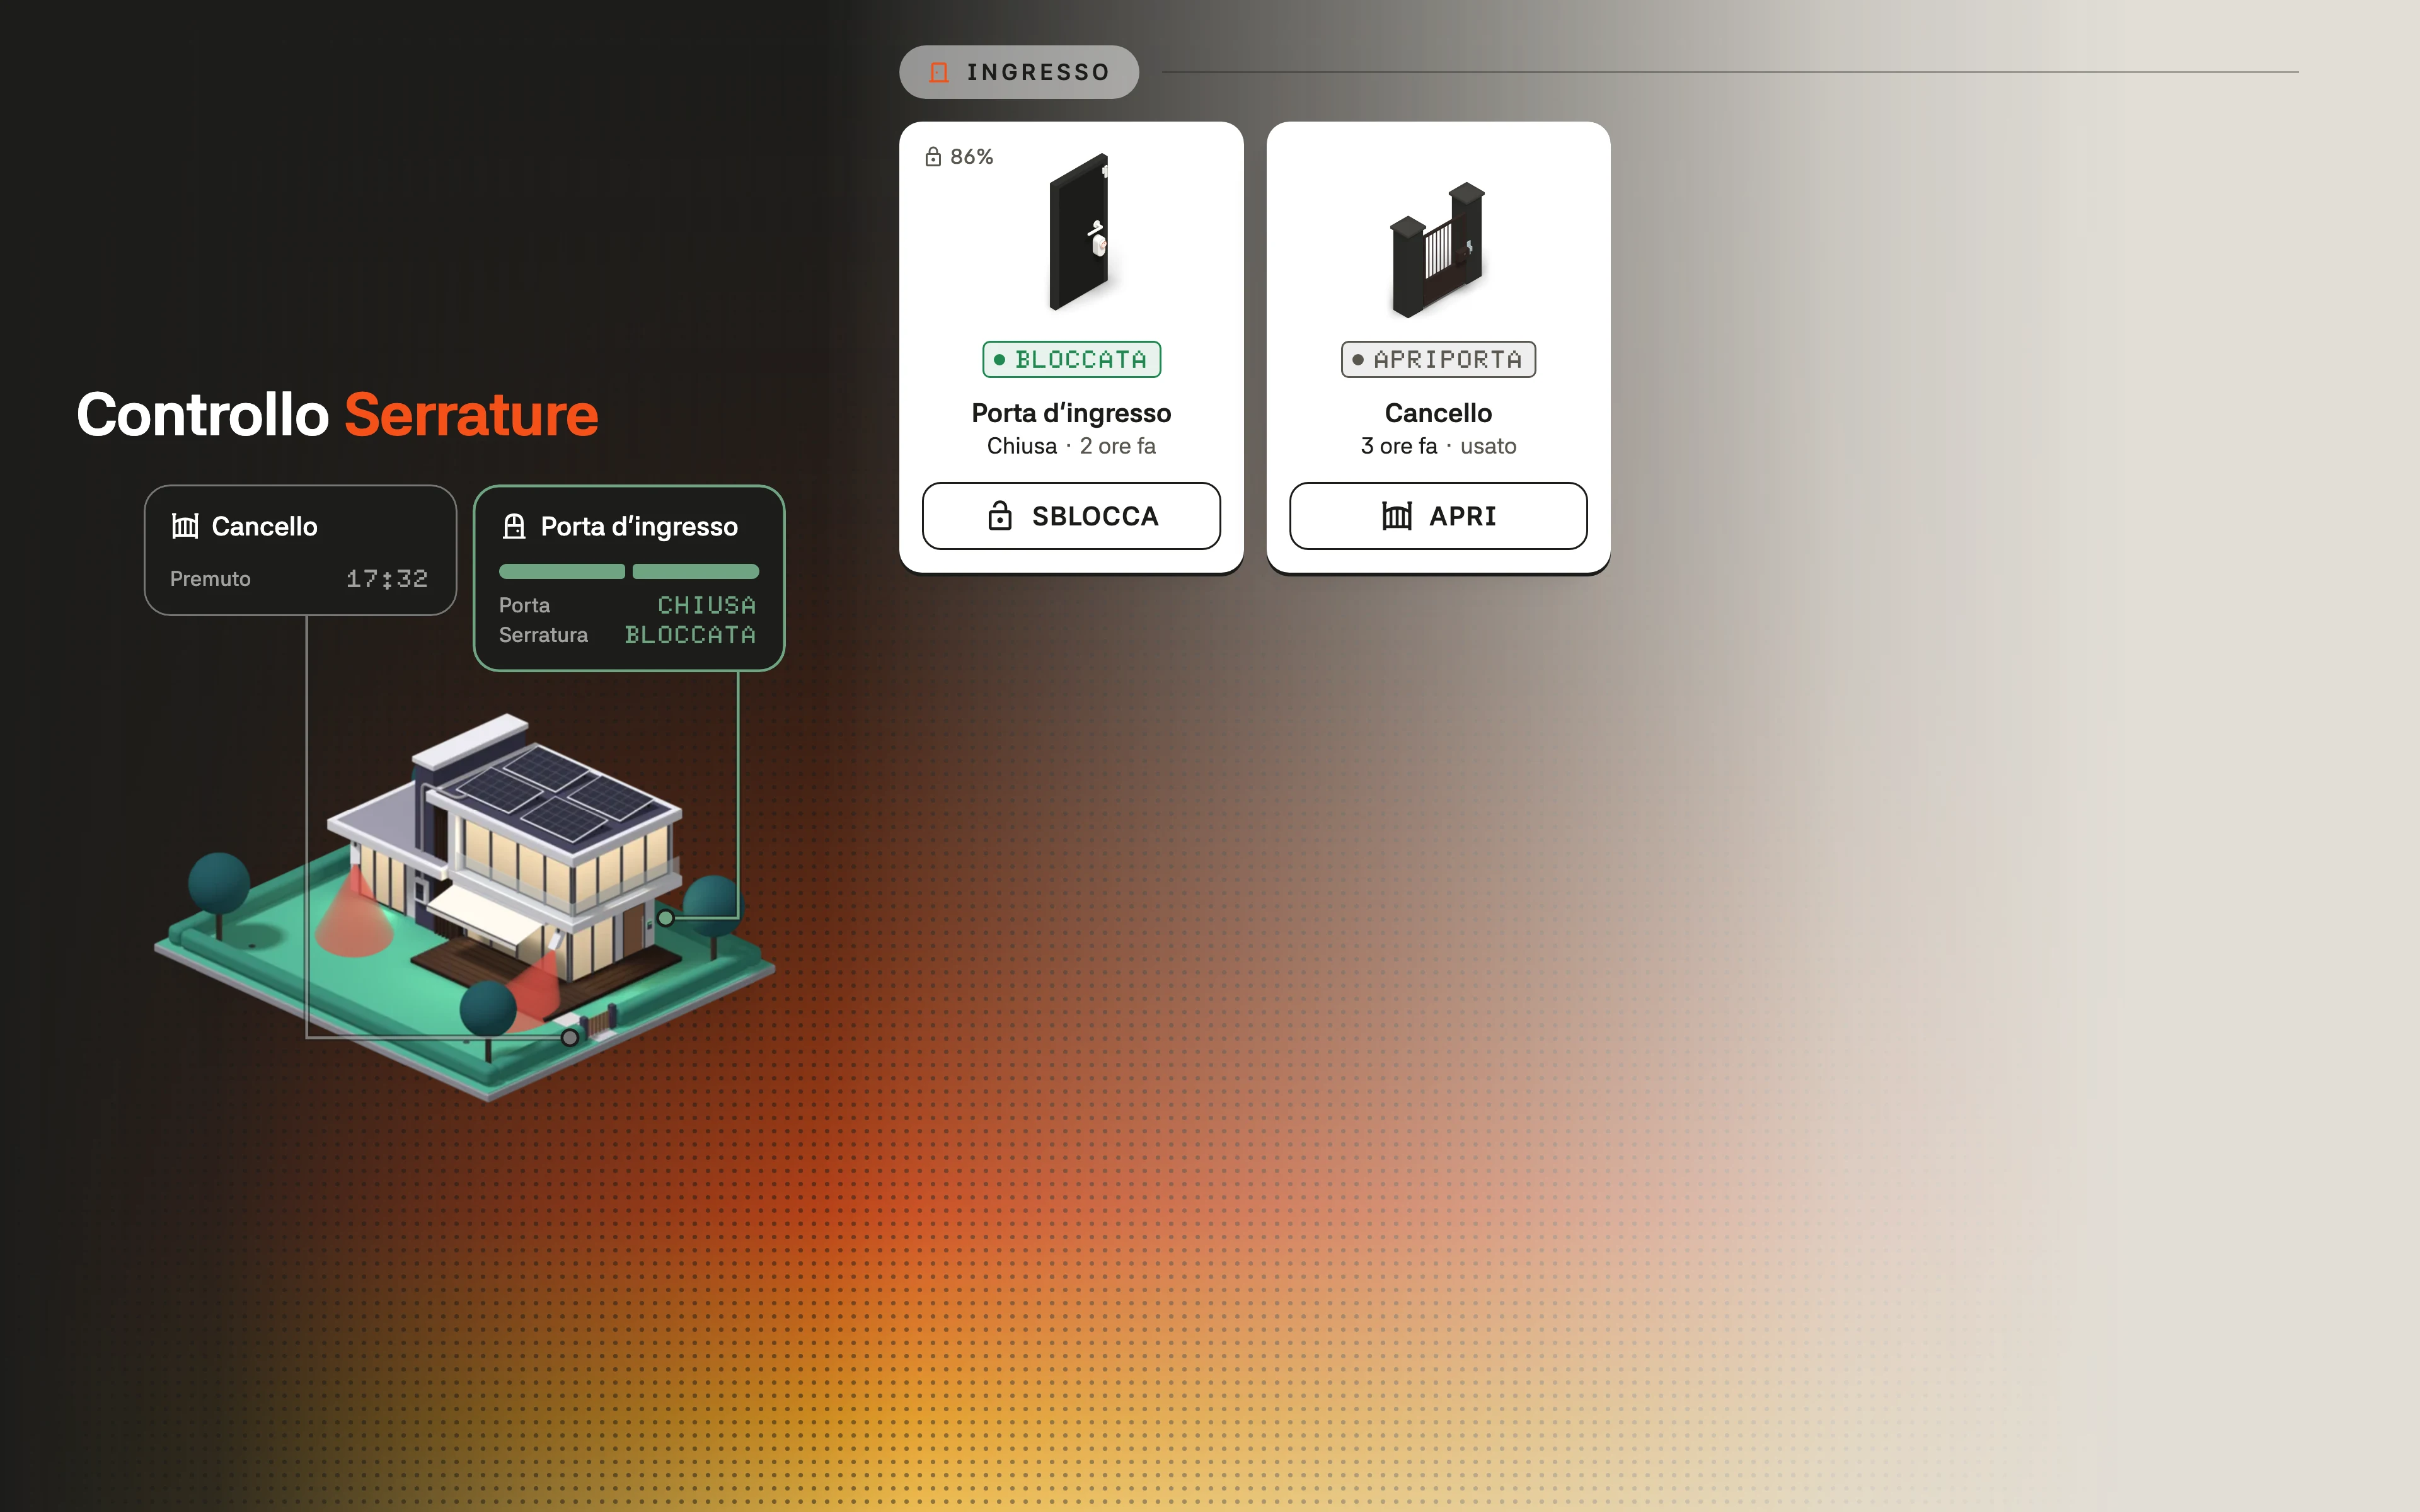 Controllo Serrature
Cancello
Premuto 17:32
Porta d'ingresso
Porta CHIUSA
Serratura BLOCCATA
INGRESSO
86%
BLOCCATA
Porta d'ingresso
Chiusa · 2 ore fa
SBLOCCA
APRIPORTA
Cancello
3 ore fa · usato
APRI